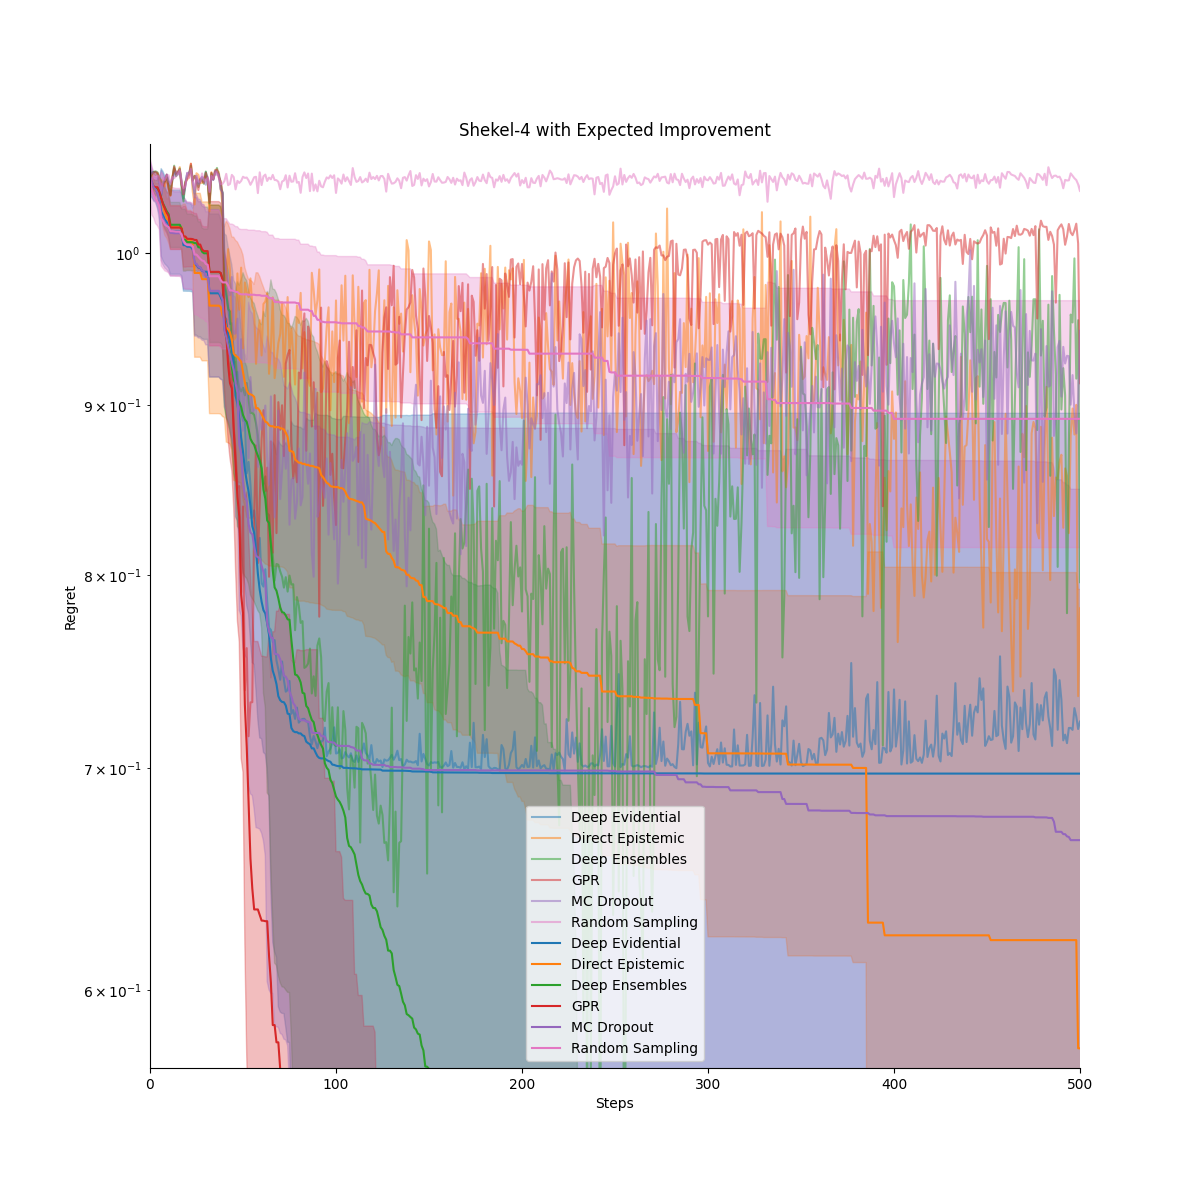 Shekel-4 with Expected Improvement
10⁰
9 × 10⁻¹
8 × 10⁻¹
7 × 10⁻¹
6 × 10⁻¹
Regret
Deep Evidential
Direct Epistemic
Deep Ensembles
GPR
MC Dropout
Random Sampling
Deep Evidential
Direct Epistemic
Deep Ensembles
GPR
MC Dropout
Random Sampling
0 100 200 300 400 500
Steps